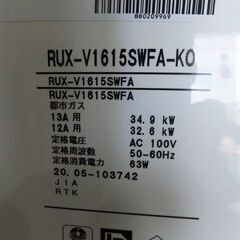 BB0209969
RUX-V1615SWFA-KO
RUX-V1615SWFA
RUX-V1615SWFA
都市ガス
13A用 34.9 kW
12A用 32.6 kW
定格電圧 AC 100V
定格周波数 50-60Hz
定格消費電力 63W
20.05-103742
JIA
RTK